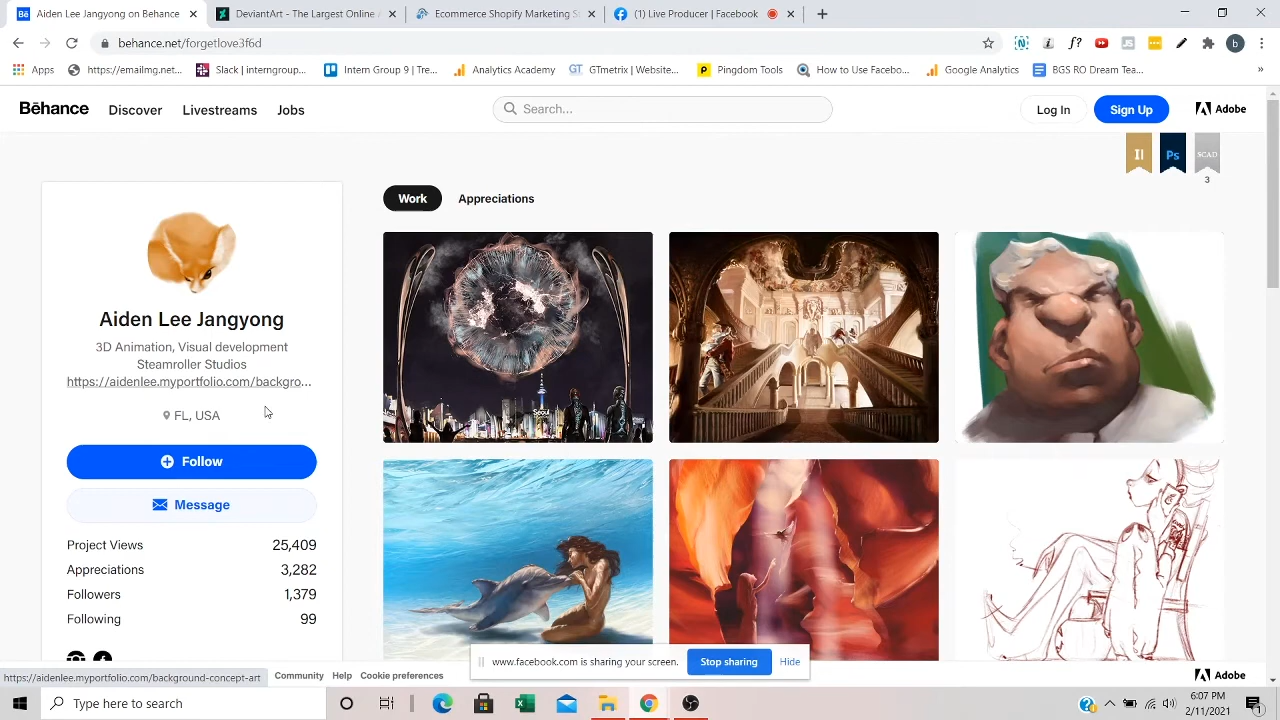 Bē Aiden Lee Jangyong on Behance
DeviantArt - The Largest Online A
Ecommerce Shopify Marketing S
(1) Live Producer | Facebook
behance.net/forgetlove3f6d
Apps
https://emailmg.net...
Slack | interngroup...
Intern Group 9 | Tre...
Analytics Academy
GTmetrix | Website...
Pingdom Tools
How to Use Facebo...
Google Analytics
BGS RO Dream Tea...
»
Bēhance
Discover
Livestreams
Jobs
Search...
Log In
Sign Up
Adobe
Ps
SCAD
3
Work
Appreciations
Aiden Lee Jangyong
3D Animation, Visual development
Steamroller Studios
https://aidenlee.myportfolio.com/backgro...
FL, USA
Follow
Message
Project Views 25,409
Appreciations 3,282
Followers 1,379
Following 99
www.facebook.com is sharing your screen.
Stop sharing
Hide
https://aidenlee.myportfolio.com/background-concept-art
Community
Help
Cookie preferences
Adobe
Type here to search
6:07 PM
2/11/2021